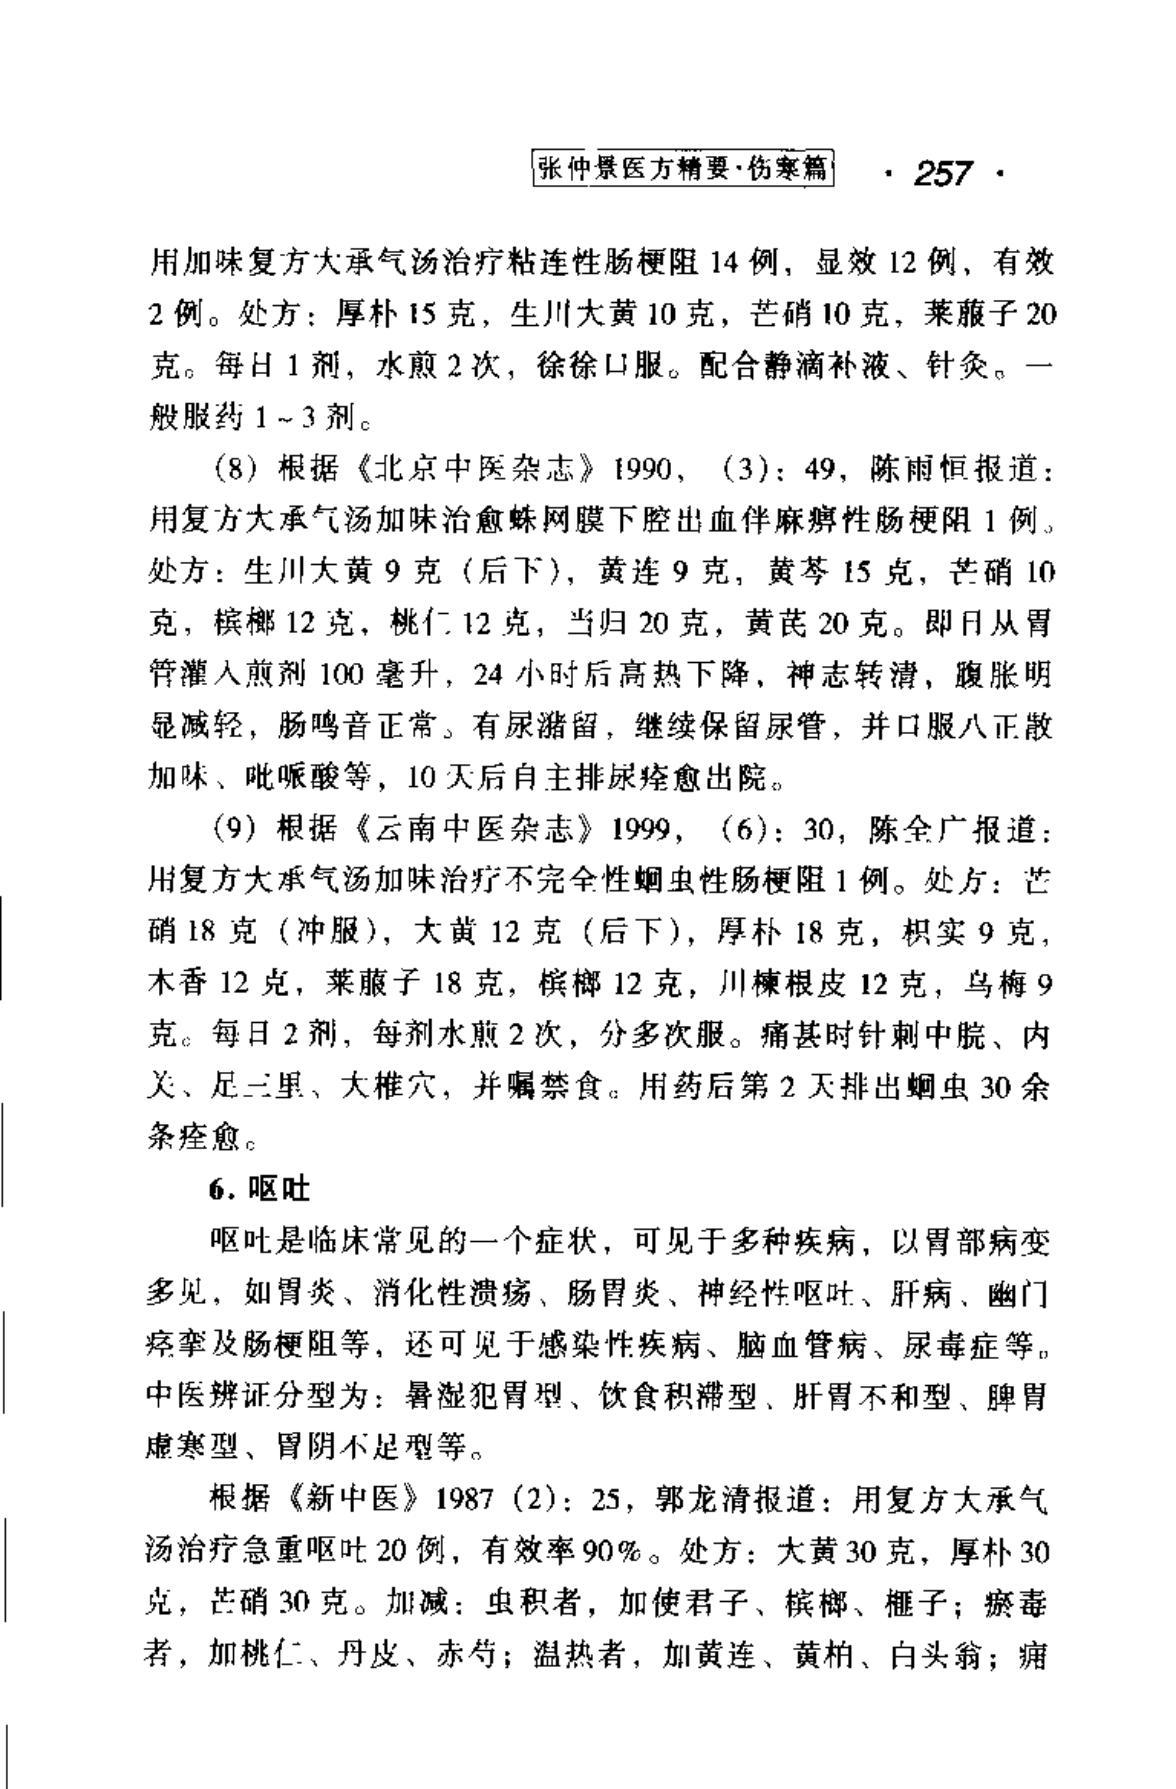 张仲景医方精要·伤寒篇 · 257 ·
用加味复方大承气汤治疗粘连性肠梗阻 14 例，显效 12 例，有效
2 例。处方：厚朴 15 克，生川大黄 10 克，芒硝 10 克，莱菔子 20
克。每日 1 剂，水煎 2 次，徐徐口服。配合静滴补液、针灸。一
般服药 1～3 剂。
（8）根据《北京中医杂志》1990，（3）：49，陈雨恒报道：
用复方大承气汤加味治愈蛛网膜下腔出血伴麻痹性肠梗阻 1 例。
处方：生川大黄 9 克（后下），黄连 9 克，黄芩 15 克，芒硝 10
克，槟榔 12 克，桃仁 12 克，当归 20 克，黄芪 20 克。即日从胃
管灌入煎剂 100 毫升，24 小时后高热下降，神志转清，腹胀明
显减轻，肠鸣音正常。有尿潴留，继续保留尿管，并口服八正散
加味、吡哌酸等，10 天后自主排尿痊愈出院。
（9）根据《云南中医杂志》1999，（6）：30，陈全广报道：
用复方大承气汤加味治疗不完全性蛔虫性肠梗阻 1 例。处方：芒
硝 18 克（冲服），大黄 12 克（后下），厚朴 18 克，枳实 9 克，
木香 12 克，莱菔子 18 克，槟榔 12 克，川楝根皮 12 克，乌梅 9
克。每日 2 剂，每剂水煎 2 次，分多次服。痛甚时针刺中脘、内
关、足三里、大椎穴，并嘱禁食。用药后第 2 天排出蛔虫 30 余
条痊愈。
6. 呕吐
呕吐是临床常见的一个症状，可见于多种疾病，以胃部病变
多见，如胃炎、消化性溃疡、肠胃炎、神经性呕吐、肝病、幽门
痉挛及肠梗阻等，还可见于感染性疾病、脑血管病、尿毒症等。
中医辨证分型为：暑湿犯胃型、饮食积滞型、肝胃不和型、脾胃
虚寒型、胃阴不足型等。
根据《新中医》1987（2）：25，郭龙清报道：用复方大承气
汤治疗急重呕吐 20 例，有效率 90%。处方：大黄 30 克，厚朴 30
克，芒硝 30 克。加减：虫积者，加使君子、槟榔、榧子；瘀毒
者，加桃仁、丹皮、赤芍；温热者，加黄连、黄柏、白头翁；痈